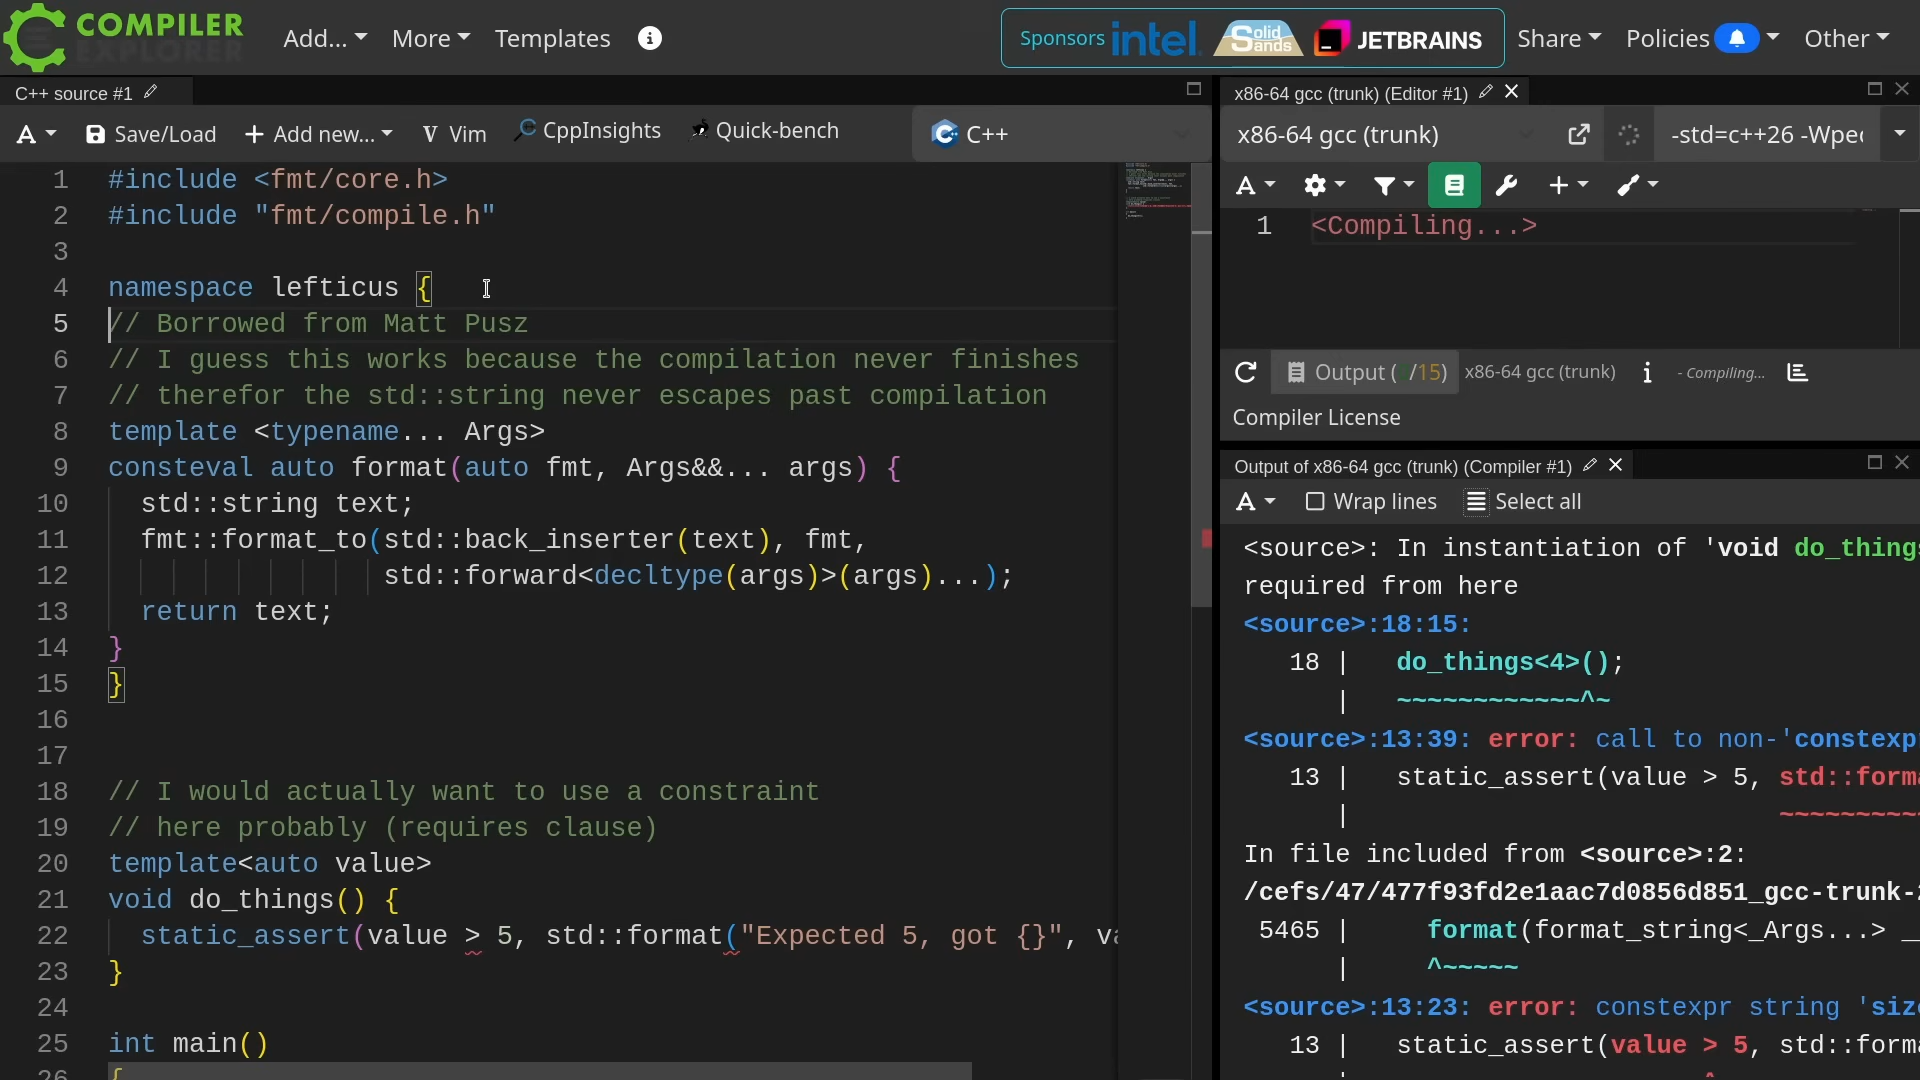 COMPILER
EXPLORER
Add...
More
Templates
Sponsors
intel.
Solid
Sands
JETBRAINS
Share
Policies
Other
C++ source #1
A
Save/Load
Add new...
V Vim
CppInsights
Quick-bench
C++
1 #include <fmt/core.h>
2 #include "fmt/compile.h"
3
4 namespace lefticus {
5 // Borrowed from Matt Pusz
6 // I guess this works because the compilation never finishes
7 // therefor the std::string never escapes past compilation
8 template <typename... Args>
9 consteval auto format(auto fmt, Args&&... args) {
10 std::string text;
11 fmt::format_to(std::back_inserter(text), fmt,
12 std::forward<decltype(args)>(args)...);
13 return text;
14 }
15 }
16
17
18 // I would actually want to use a constraint
19 // here probably (requires clause)
20 template<auto value>
21 void do_things() {
22 static_assert(value > 5, std::format("Expected 5, got {}", va
23 }
24
25 int main()
26 {
x86-64 gcc (trunk) (Editor #1)
x86-64 gcc (trunk)
-std=c++26 -Wpe
A
1 <Compiling...>
Output ( /15)
x86-64 gcc (trunk)
i
- Compiling...
Compiler License
Output of x86-64 gcc (trunk) (Compiler #1)
A
Wrap lines
Select all
<source>: In instantiation of 'void do_things
required from here
<source>:18:15:
18 | do_things<4>();
| ~~~~~~~~~~~~^~
<source>:13:39: error: call to non-'constexp
13 | static_assert(value > 5, std::form
| ~~~~~~~~~
In file included from <source>:2:
/cefs/47/477f93fd2e1aac7d0856d851_gcc-trunk-
5465 | format(format_string<_Args...> _
| ^~~~~~
<source>:13:23: error: constexpr string 'siz
13 | static_assert(value > 5, std::form
| ^